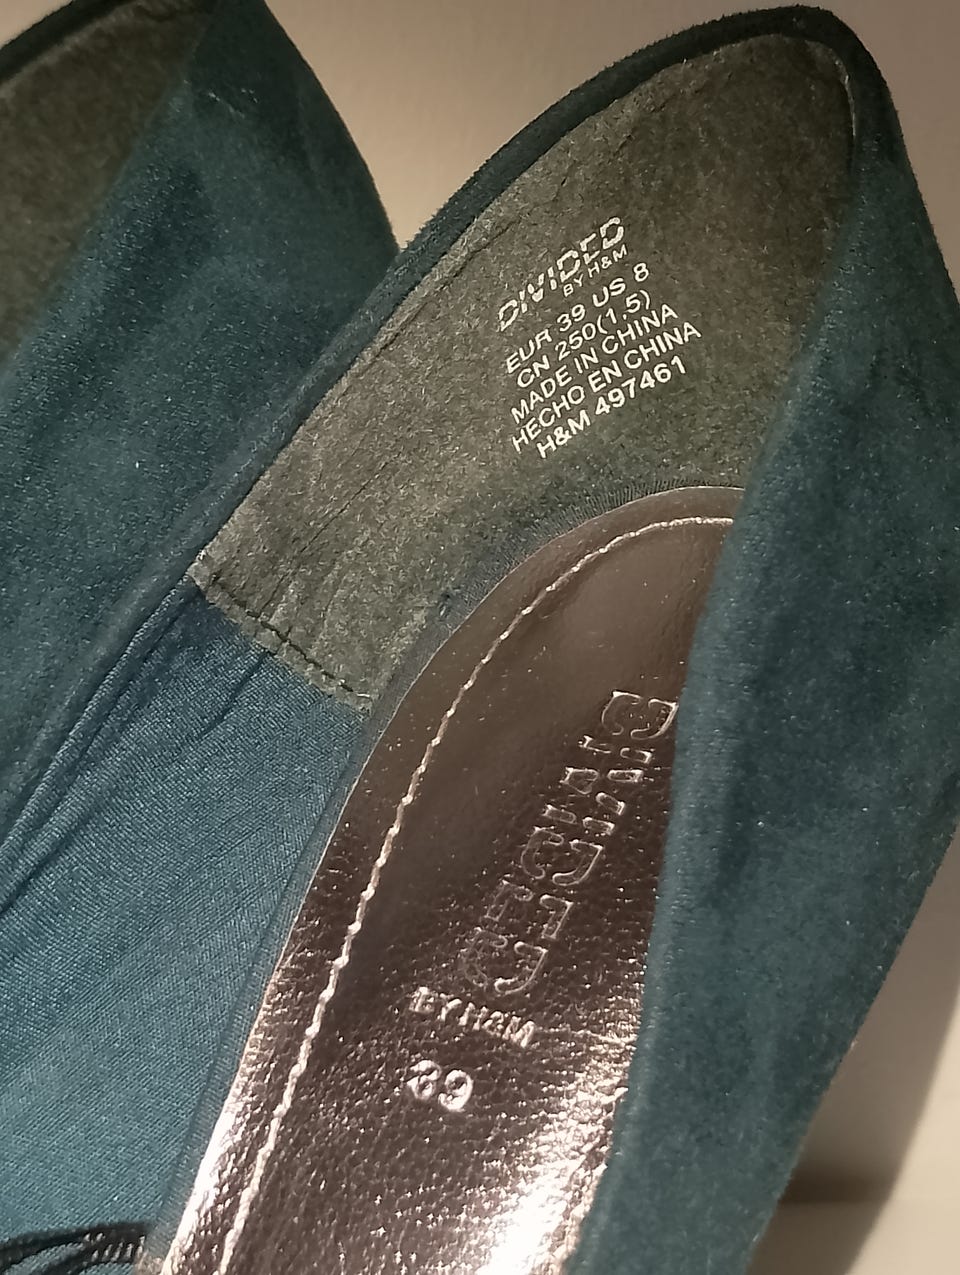 DIVIDED
BY H&M
EUR 39 US 8
CN 250(1,5)
MADE IN CHINA
HECHO EN CHINA
H&M 497461
DIVIDED
BY H&M
39